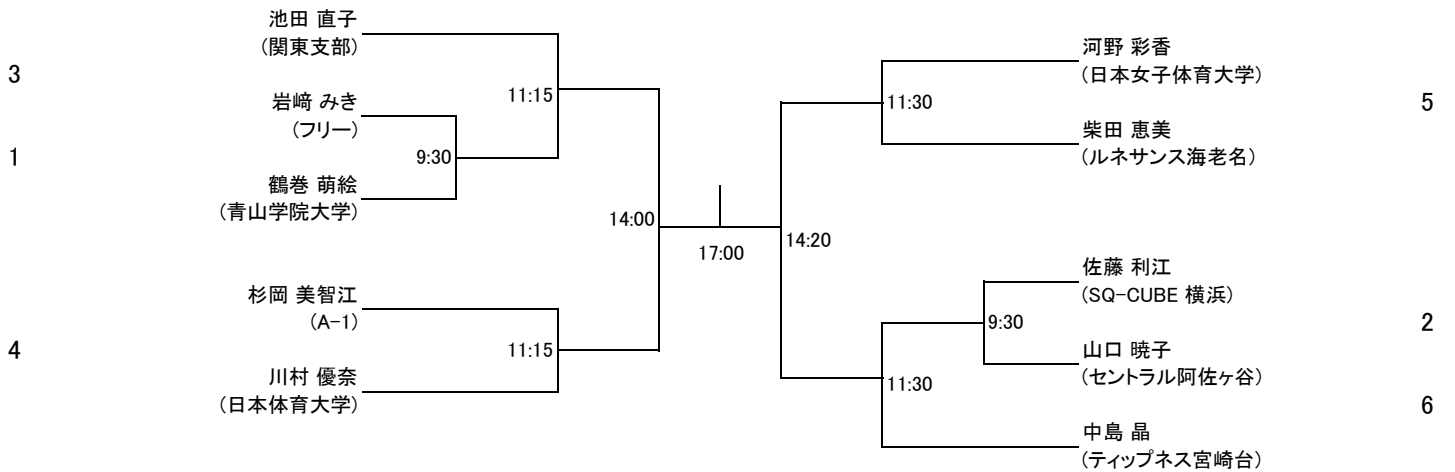 池田 直子
(関東支部)
3
岩﨑 みき
(フリー)
11:15
1
9:30
鶴巻 萌絵
(青山学院大学)
14:00
杉岡 美智江
(A-1)
4
11:15
川村 優奈
(日本体育大学)
17:00
河野 彩香
(日本女子体育大学)
11:30
5
柴田 恵美
(ルネサンス海老名)
14:20
佐藤 利江
(SQ-CUBE 横浜)
9:30
2
山口 暁子
(セントラル阿佐ヶ谷)
11:30
6
中島 晶
(ティップネス宮崎台)